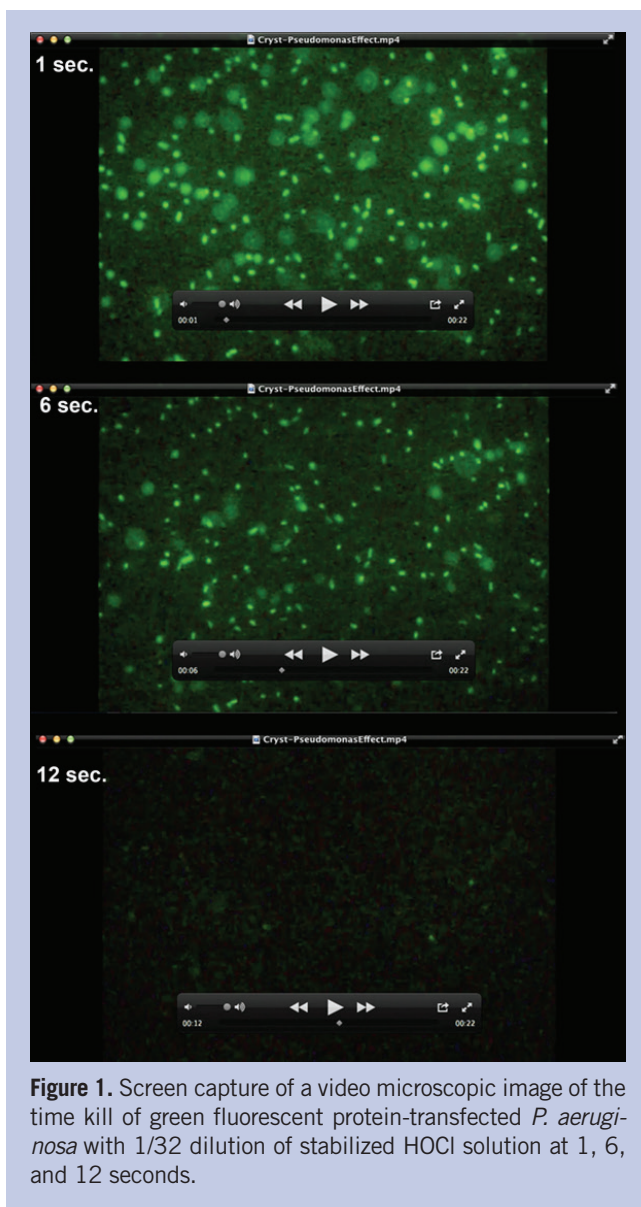 Cryst-PseudomonasEffect.mp4
1 sec.
00:01
00:22
Cryst-PseudomonasEffect.mp4
6 sec.
00:06
00:22
Cryst-PseudomonasEffect.mp4
12 sec.
00:12
00:22
Figure 1. Screen capture of a video microscopic image of the
time kill of green fluorescent protein-transfected P. aerugi-
nosa with 1/32 dilution of stabilized HOCl solution at 1, 6,
and 12 seconds.